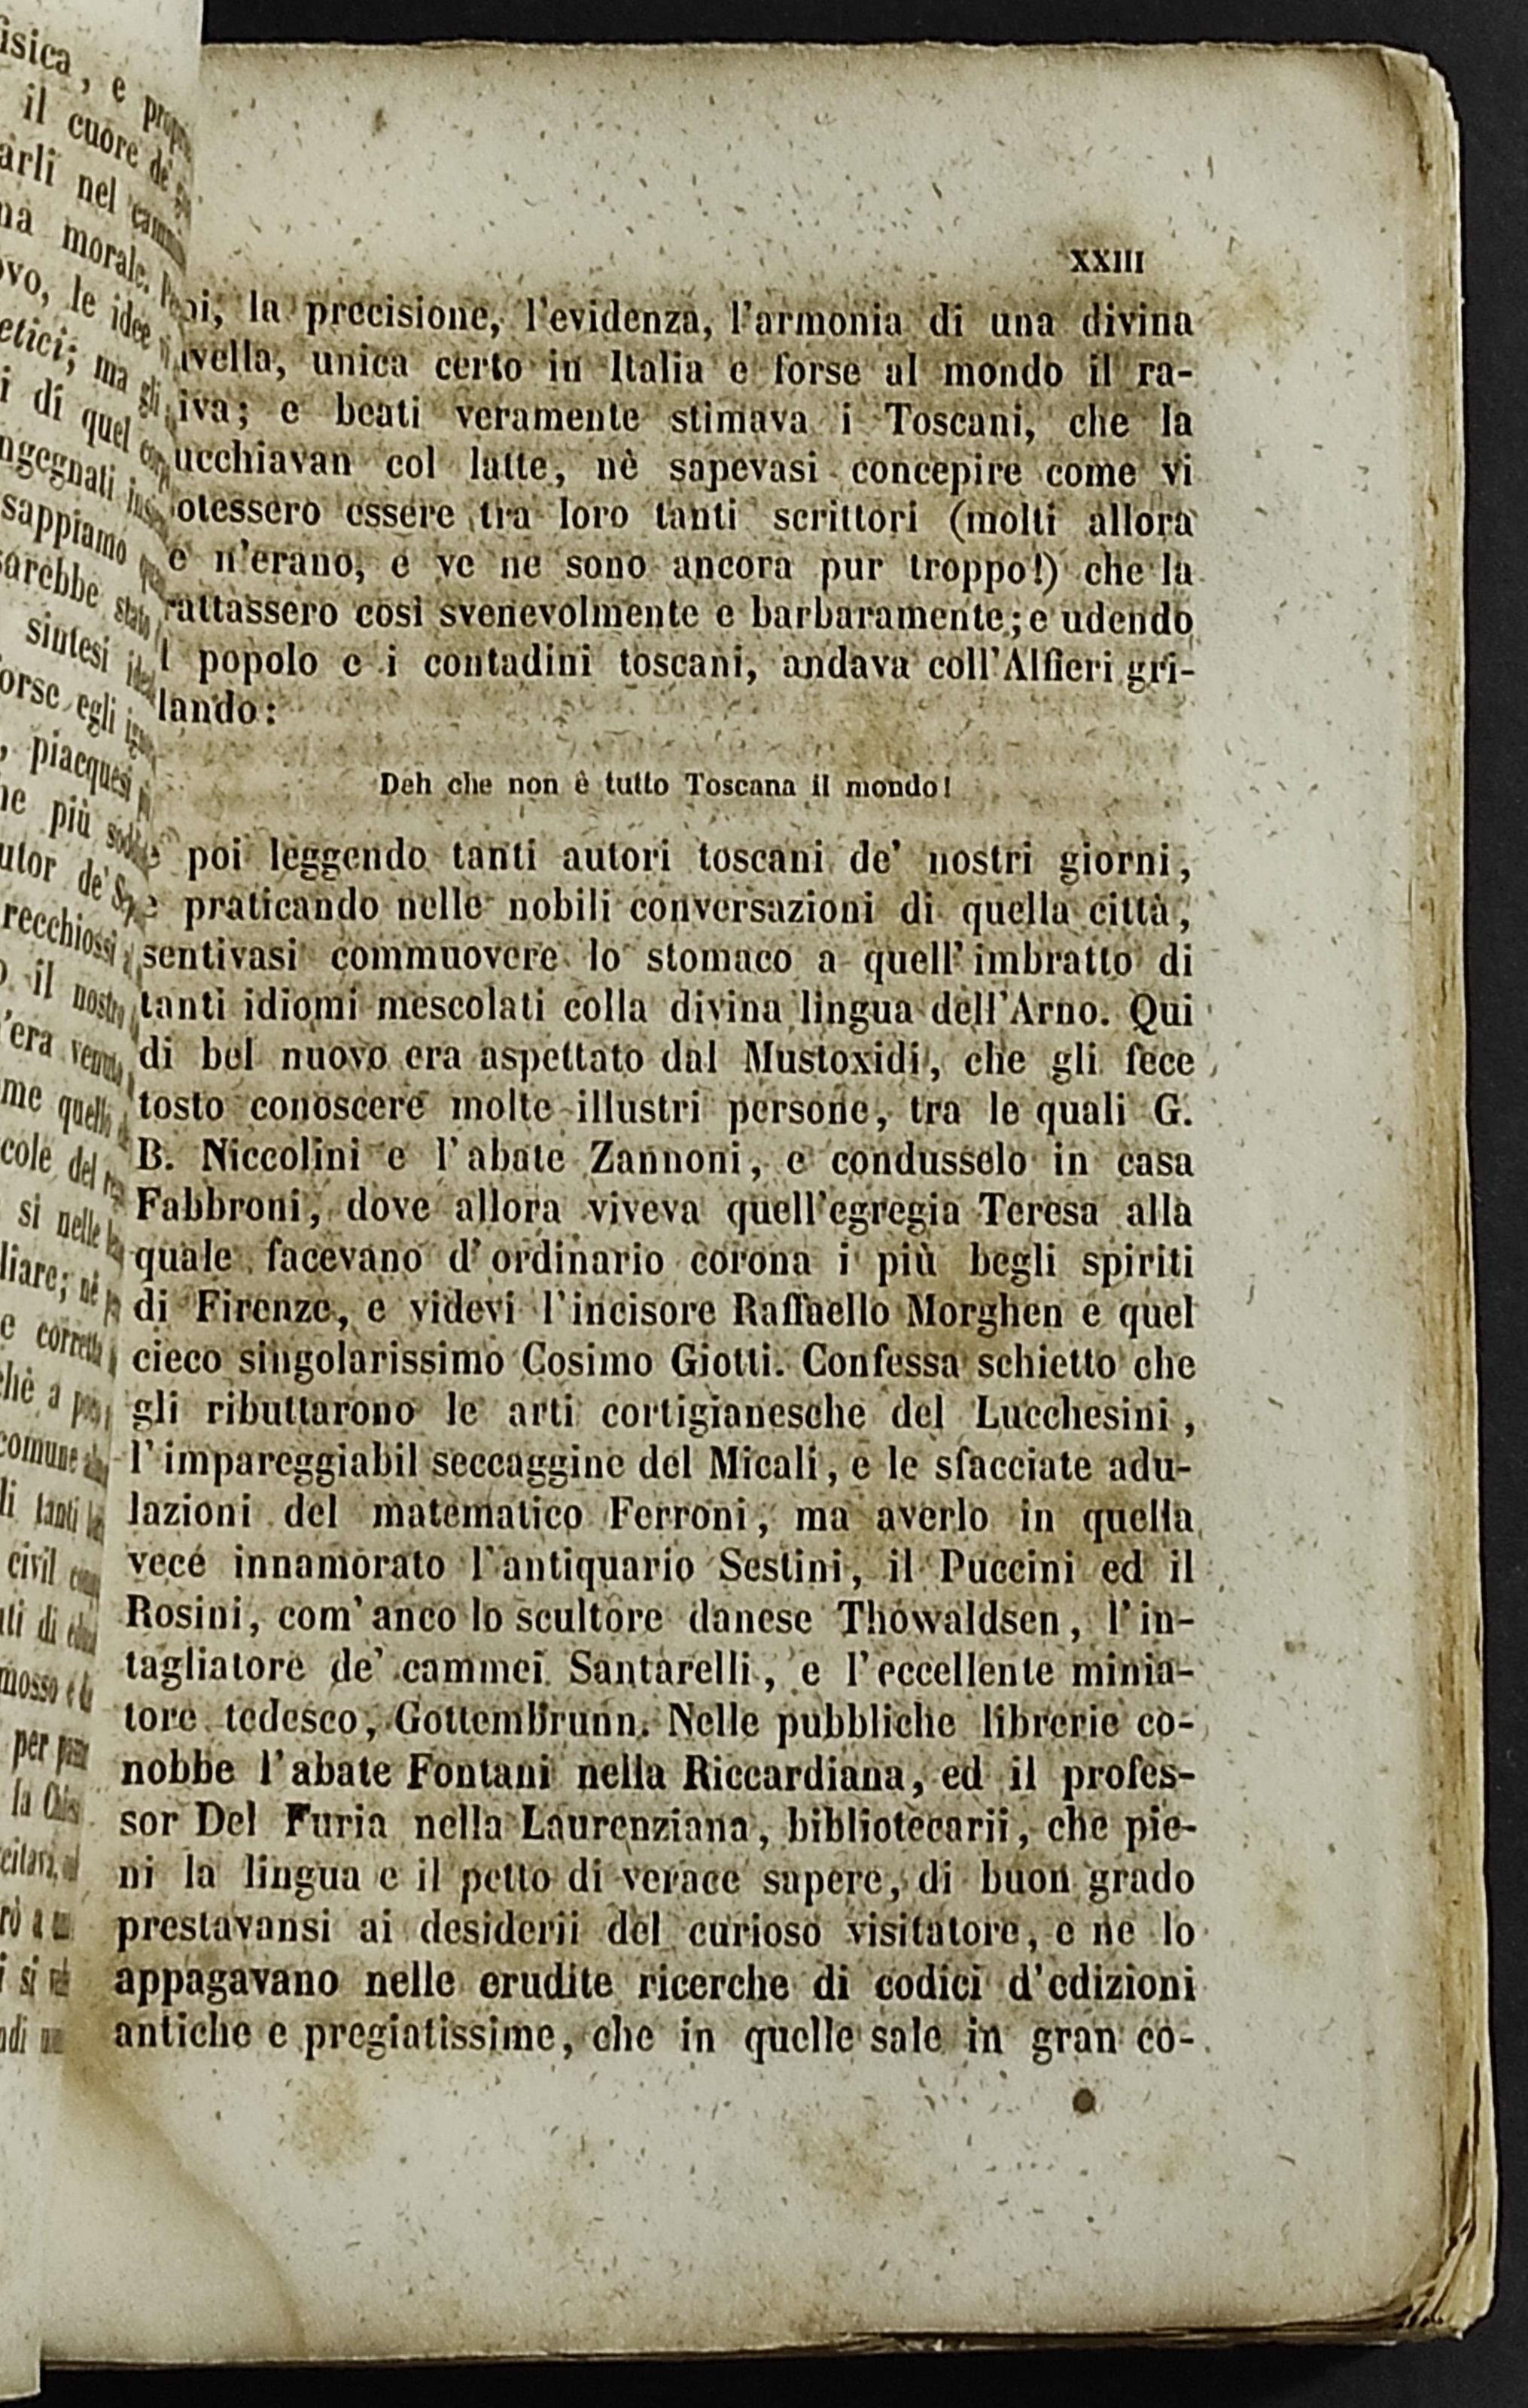 XXIII
la precisione, l'evidenza, l'armonia di una divina
unica certo in Italia e forse al mondo il ra-
e beati veramente stimava i Toscani, che la
ucchiavan col latte, nè sapevasi concepire come vi
otessero essere tra loro tanti scrittori (molti allora
e n'erano, e ve ne sono ancora pur troppo!) che la
rattassero così svenevolmente e barbaramente; e udendo
l popolo e i contadini toscani, andava coll'Alfieri gri-
lando:
Deh che non è tutto Toscana il mondo!
poi leggendo tanti autori toscani de' nostri giorni,
e praticando nelle nobili conversazioni di quella città,
sentivasi commuovere lo stomaco a quell' imbratto di
tanti idiomi mescolati colla divina lingua dell'Arno. Qui
di bel nuovo era aspettato dal Mustoxidi, che gli fece
tosto conoscere molte illustri persone, tra le quali G.
B. Niccolini e l'abate Zannoni, e condusselo in casa
Fabbroni, dove allora viveva quell'egregia Teresa alla
quale facevano d' ordinario corona i più begli spiriti
di Firenze, e videvi l'incisore Raffaello Morghen e quel
cieco singolarissimo Cosimo Giotti. Confessa schietto che
gli ributtarono le arti cortigianesche del Lucchesini,
l' impareggiabil seccaggine del Micali, e le sfacciate adu-
lazioni del matematico Ferroni, ma averlo in quella
vece innamorato l'antiquario Sestini, il Puccini ed il
Rosini, com' anco lo scultore danese Thowaldsen, l' in-
tagliatore de' cammei Santarelli, e l'eccellente minia-
tore tedesco, Gottembrunn. Nelle pubbliche librerie co-
nobbe l'abate Fontani nella Riccardiana, ed il profes-
sor Del Furia nella Laurenziana, bibliotecarii, che pie-
ni la lingua e il petto di verace sapere, di buon grado
prestavansi ai desiderii del curioso visitatore, e ne lo
appagavano nelle erudite ricerche di codici d'edizioni
antiche e pregiatissime, che in quelle sale in gran co-